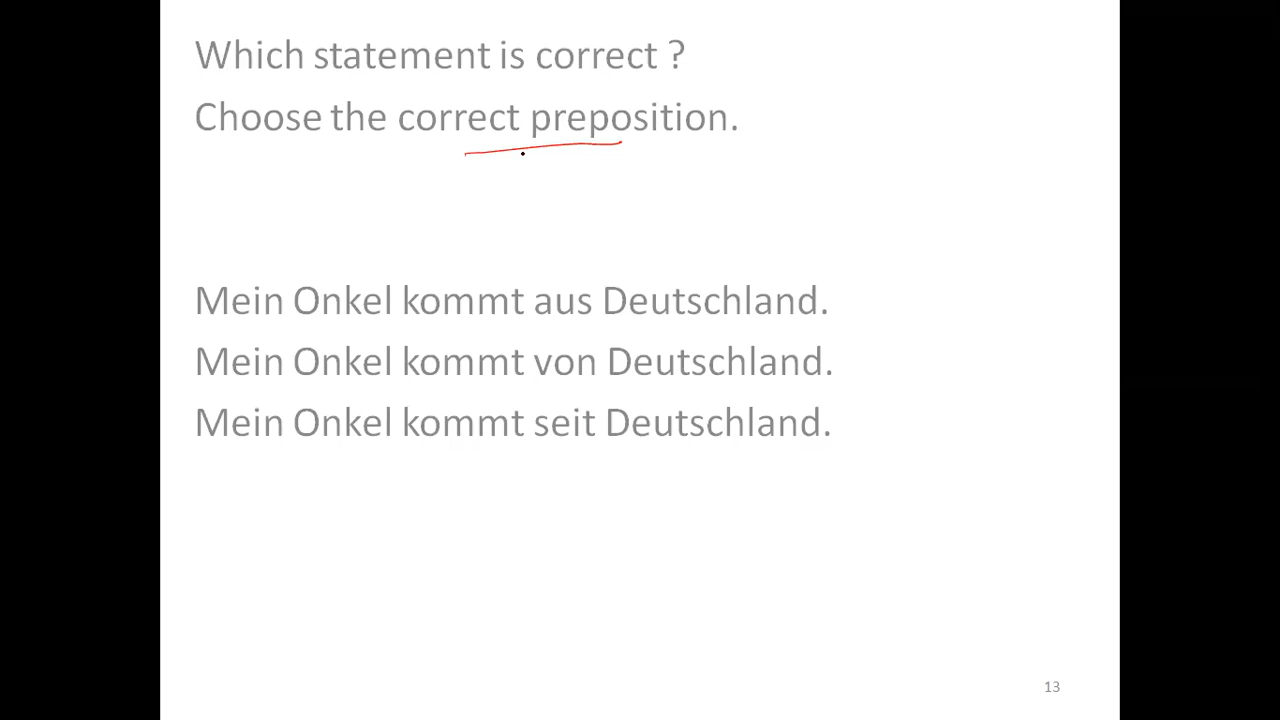 Which statement is correct ?
Choose the correct preposition.
Mein Onkel kommt aus Deutschland.
Mein Onkel kommt von Deutschland.
Mein Onkel kommt seit Deutschland.
13